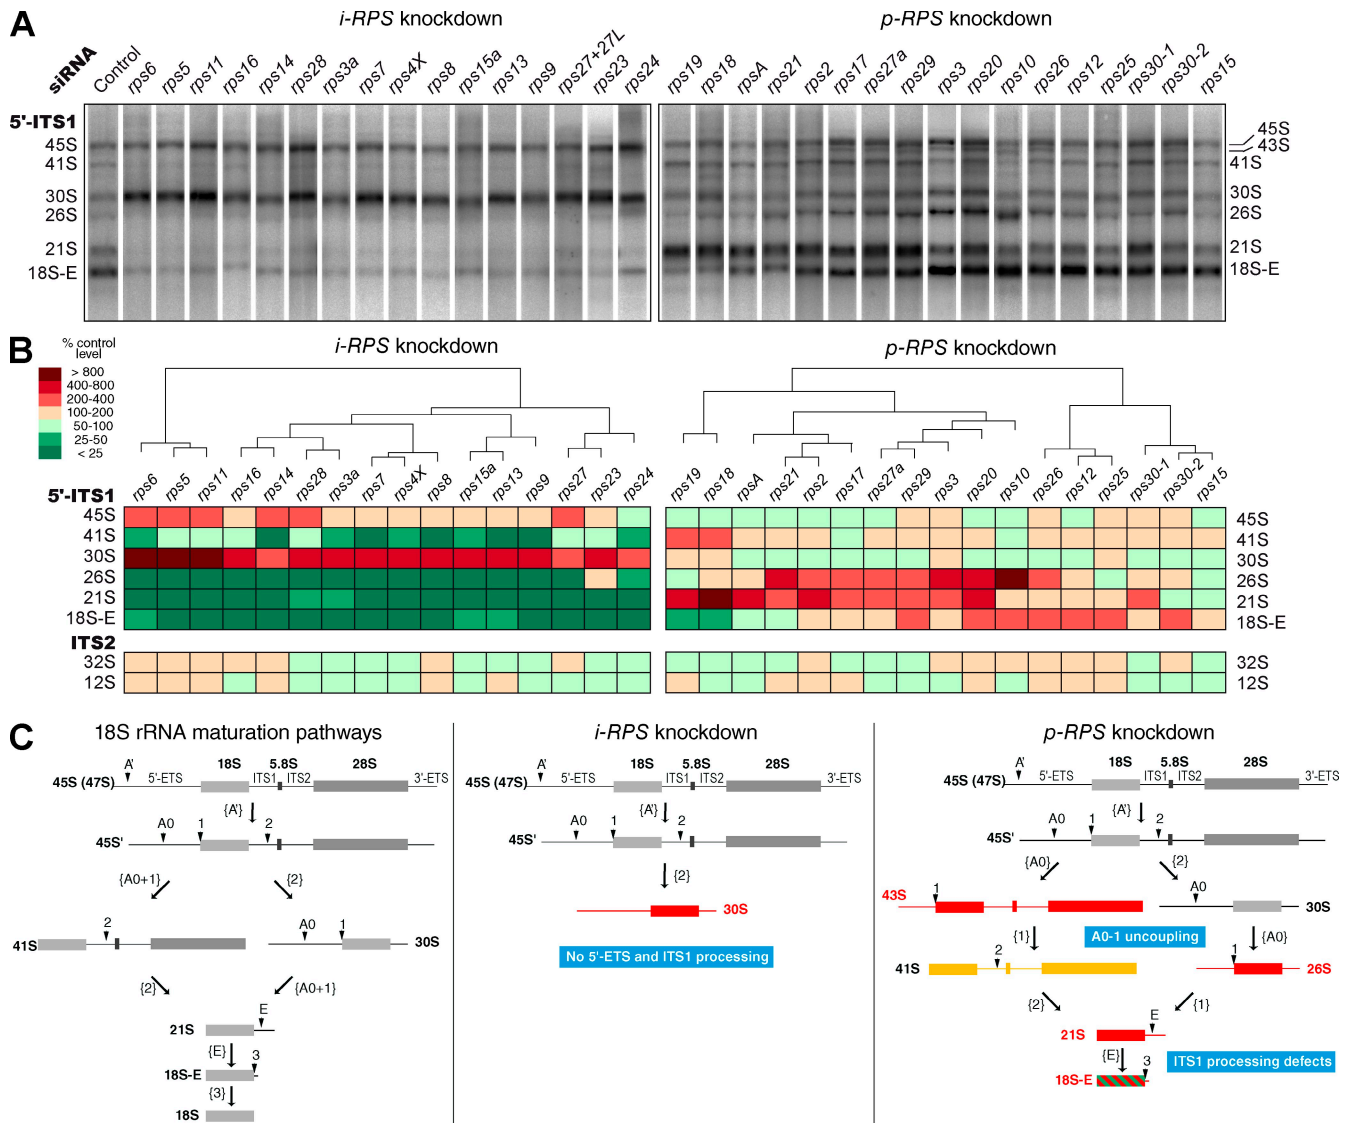 A
i-RPS knockdown
p-RPS knockdown
siRNA
Control
rps6
rps5
rps11
rps16
rps14
rps28
rps3a
rps7
rps4X
rps8
rps15a
rps13
rps9
rps27+27L
rps23
rps24
rps19
rps18
rpsA
rps21
rps2
rps17
rps27a
rps29
rps3
rps20
rps10
rps26
rps12
rps25
rps30-1
rps30-2
rps15
5'-ITS1
45S
41S
30S
26S
21S
18S-E
45S
43S
41S
30S
26S
21S
18S-E
B
i-RPS knockdown
p-RPS knockdown
% control
level
> 800
400-800
200-400
100-200
50-100
25-50
< 25
rps6
rps5
rps11
rps16
rps14
rps28
rps3a
rps7
rps4X
rps8
rps15a
rps13
rps9
rps27
rps23
rps24
rps19
rps18
rpsA
rps21
rps2
rps17
rps27a
rps29
rps3
rps20
rps10
rps26
rps12
rps25
rps30-1
rps30-2
rps15
5'-ITS1
45S
41S
30S
26S
21S
18S-E
ITS2
32S
12S
45S
41S
30S
26S
21S
18S-E
32S
12S
C
18S rRNA maturation pathways
18S 5.8S 28S
A' 5'-ETS ITS1 ITS2 3'-ETS
45S (47S)
{A'}
A0 1 2
45S'
{A0+1} {2}
2 A0 1
41S 30S
{2} {A0+1}
E
21S
{E}
3
18S-E
{3}
18S
i-RPS knockdown
18S 5.8S 28S
A' 5'-ETS ITS1 ITS2 3'-ETS
45S (47S)
{A'}
A0 1 2
45S'
{2}
30S
No 5'-ETS and ITS1 processing
p-RPS knockdown
18S 5.8S 28S
A' 5'-ETS ITS1 ITS2 3'-ETS
45S (47S)
{A'}
A0 1 2
45S'
{A0} {2}
43S 1 A0
30S
{1} A0-1 uncoupling {A0}
2 1
41S 26S
{2} {1}
E
21S
{E} ITS1 processing defects
3
18S-E